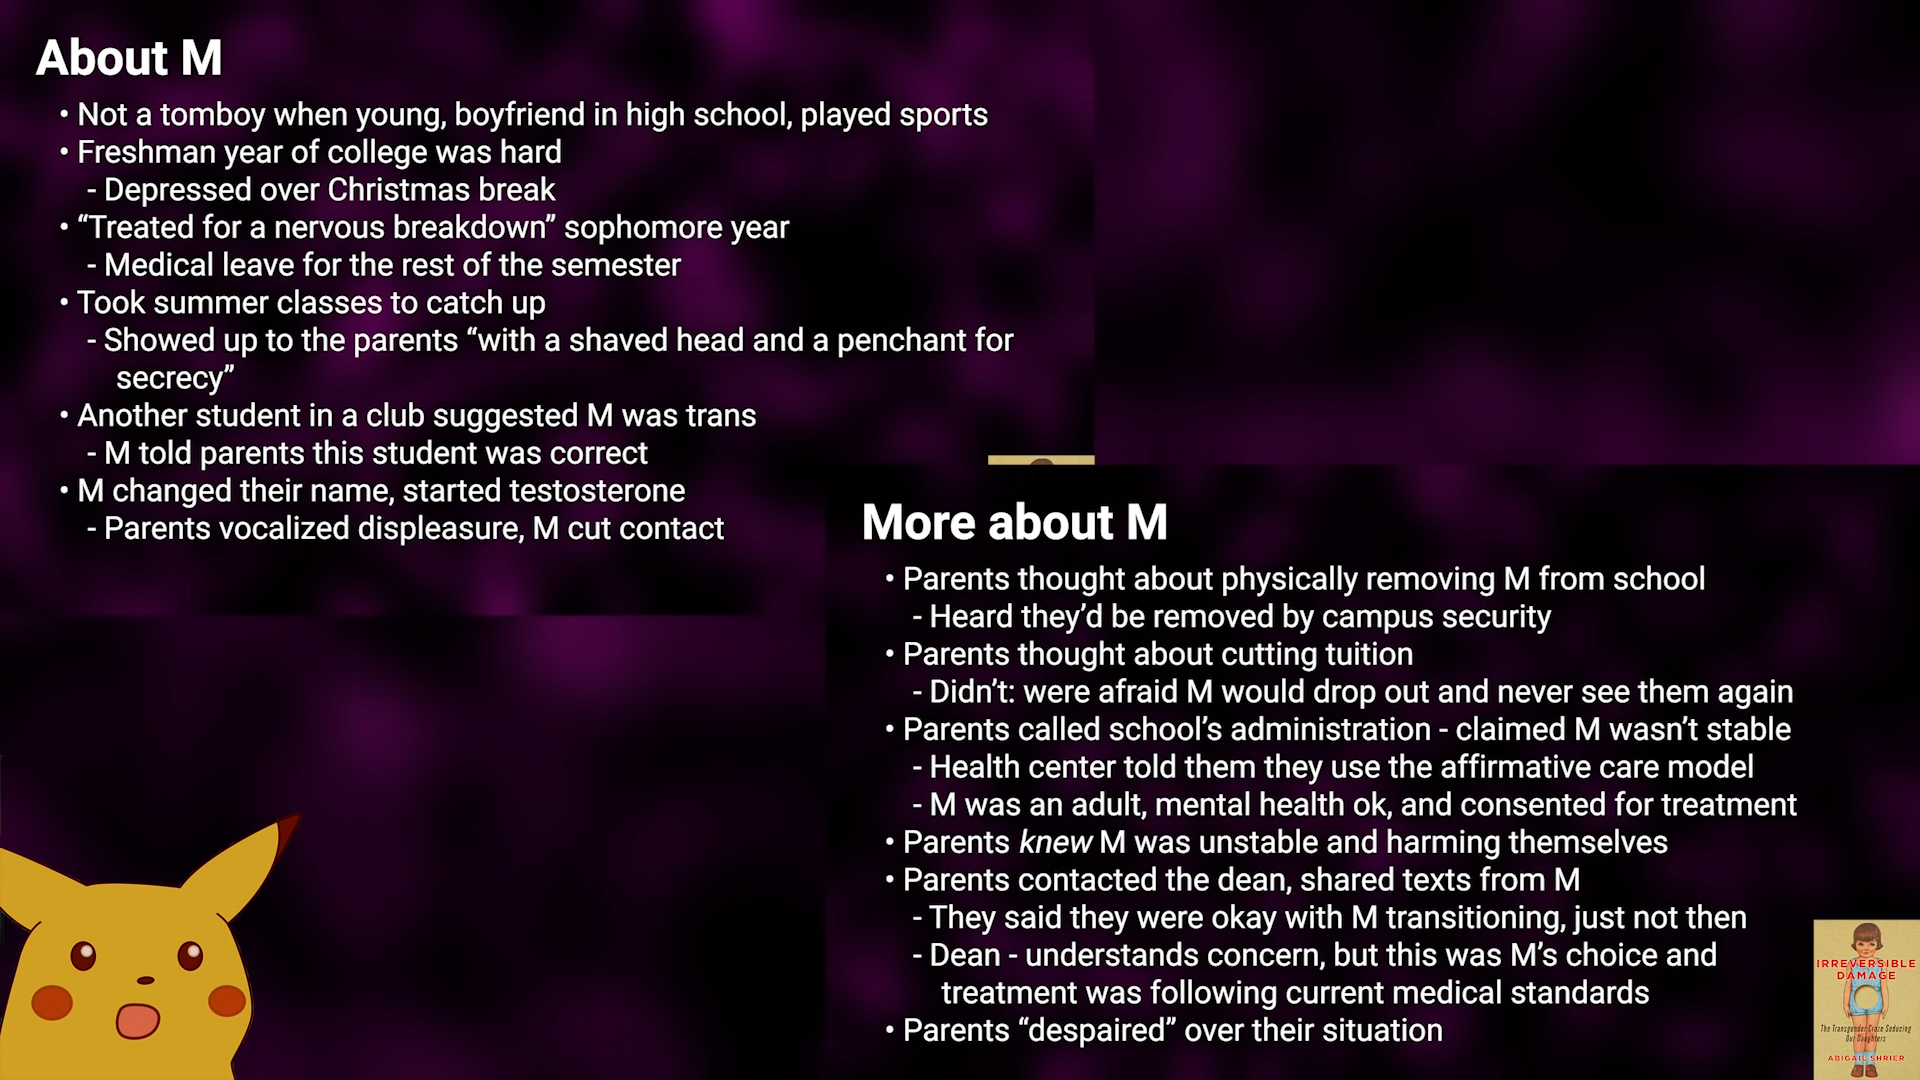 About M
• Not a tomboy when young, boyfriend in high school, played sports
• Freshman year of college was hard
- Depressed over Christmas break
• “Treated for a nervous breakdown” sophomore year
- Medical leave for the rest of the semester
• Took summer classes to catch up
- Showed up to the parents “with a shaved head and a penchant for
secrecy”
• Another student in a club suggested M was trans
- M told parents this student was correct
• M changed their name, started testosterone
- Parents vocalized displeasure, M cut contact
More about M
• Parents thought about physically removing M from school
- Heard they’d be removed by campus security
• Parents thought about cutting tuition
- Didn’t: were afraid M would drop out and never see them again
• Parents called school’s administration - claimed M wasn’t stable
- Health center told them they use the affirmative care model
- M was an adult, mental health ok, and consented for treatment
• Parents knew M was unstable and harming themselves
• Parents contacted the dean, shared texts from M
- They said they were okay with M transitioning, just not then
- Dean - understands concern, but this was M’s choice and
treatment was following current medical standards
• Parents “despaired” over their situation
IRREVERSIBLE
DAMAGE
The Transgender Craze Seducing
Our Daughters
ABIGAIL SHRIER